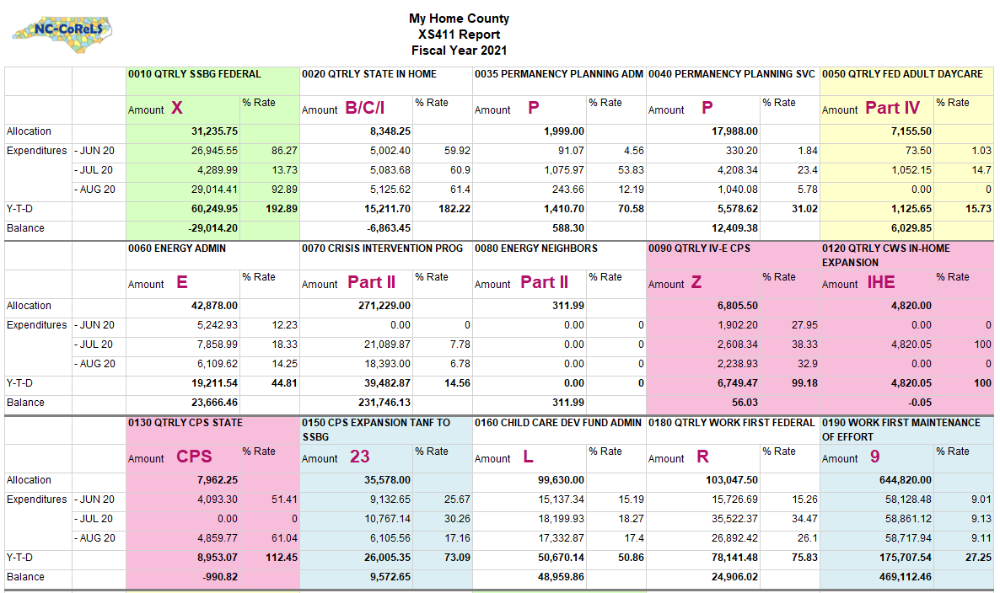 NC-CoReLS
My Home County
XS411 Report
Fiscal Year 2021
0010 QTRLY SSBG FEDERAL 0020 QTRLY STATE IN HOME 0035 PERMANENCY PLANNING ADM 0040 PERMANENCY PLANNING SVC 0050 QTRLY FED ADULT DAYCARE
Amount X % Rate Amount B/C/I % Rate Amount P % Rate Amount P % Rate Amount Part IV % Rate
Allocation 31,235.75 8,348.25 1,999.00 17,988.00 7,155.50
Expenditures - JUN 20 26,945.55 86.27 5,002.40 59.92 91.07 4.56 330.20 1.84 73.50 1.03
- JUL 20 4,289.99 13.73 5,083.68 60.9 1,075.97 53.83 4,208.34 23.4 1,052.15 14.7
- AUG 20 29,014.41 92.89 5,125.62 61.4 243.66 12.19 1,040.08 5.78 0.00 0
Y-T-D 60,249.95 192.89 15,211.70 182.22 1,410.70 70.58 5,578.62 31.02 1,125.65 15.73
Balance -29,014.20 -6,863.45 588.30 12,409.38 6,029.85
0060 ENERGY ADMIN 0070 CRISIS INTERVENTION PROG 0080 ENERGY NEIGHBORS 0090 QTRLY IV-E CPS 0120 QTRLY CWS IN-HOME
EXPANSION
Amount E % Rate Amount Part II % Rate Amount Part II % Rate Amount Z % Rate Amount IHE % Rate
Allocation 42,878.00 271,229.00 311.99 6,805.50 4,820.00
Expenditures - JUN 20 5,242.93 12.23 0.00 0 0.00 0 1,902.20 27.95 0.00 0
- JUL 20 7,858.99 18.33 21,089.87 7.78 0.00 0 2,608.34 38.33 4,820.05 100
- AUG 20 6,109.62 14.25 18,393.00 6.78 0.00 0 2,238.93 32.9 0.00 0
Y-T-D 19,211.54 44.81 39,482.87 14.56 0.00 0 6,749.47 99.18 4,820.05 100
Balance 23,666.46 231,746.13 311.99 56.03 -0.05
0130 QTRLY CPS STATE 0150 CPS EXPANSION TANF TO 0160 CHILD CARE DEV FUND ADMIN 0180 QTRLY WORK FIRST FEDERAL 0190 WORK FIRST MAINTENANCE
SSBG OF EFFORT
Amount CPS % Rate Amount 23 % Rate Amount L % Rate Amount R % Rate Amount 9 % Rate
Allocation 7,962.25 35,578.00 99,630.00 103,047.50 644,820.00
Expenditures - JUN 20 4,093.30 51.41 9,132.65 25.67 15,137.34 15.19 15,726.69 15.26 58,128.48 9.01
- JUL 20 0.00 0 10,767.14 30.26 18,199.93 18.27 35,522.37 34.47 58,861.12 9.13
- AUG 20 4,859.77 61.04 6,105.56 17.16 17,332.87 17.4 26,892.42 26.1 58,717.94 9.11
Y-T-D 8,953.07 112.45 26,005.35 73.09 50,670.14 50.86 78,141.48 75.83 175,707.54 27.25
Balance -990.82 9,572.65 48,959.86 24,906.02 469,112.46